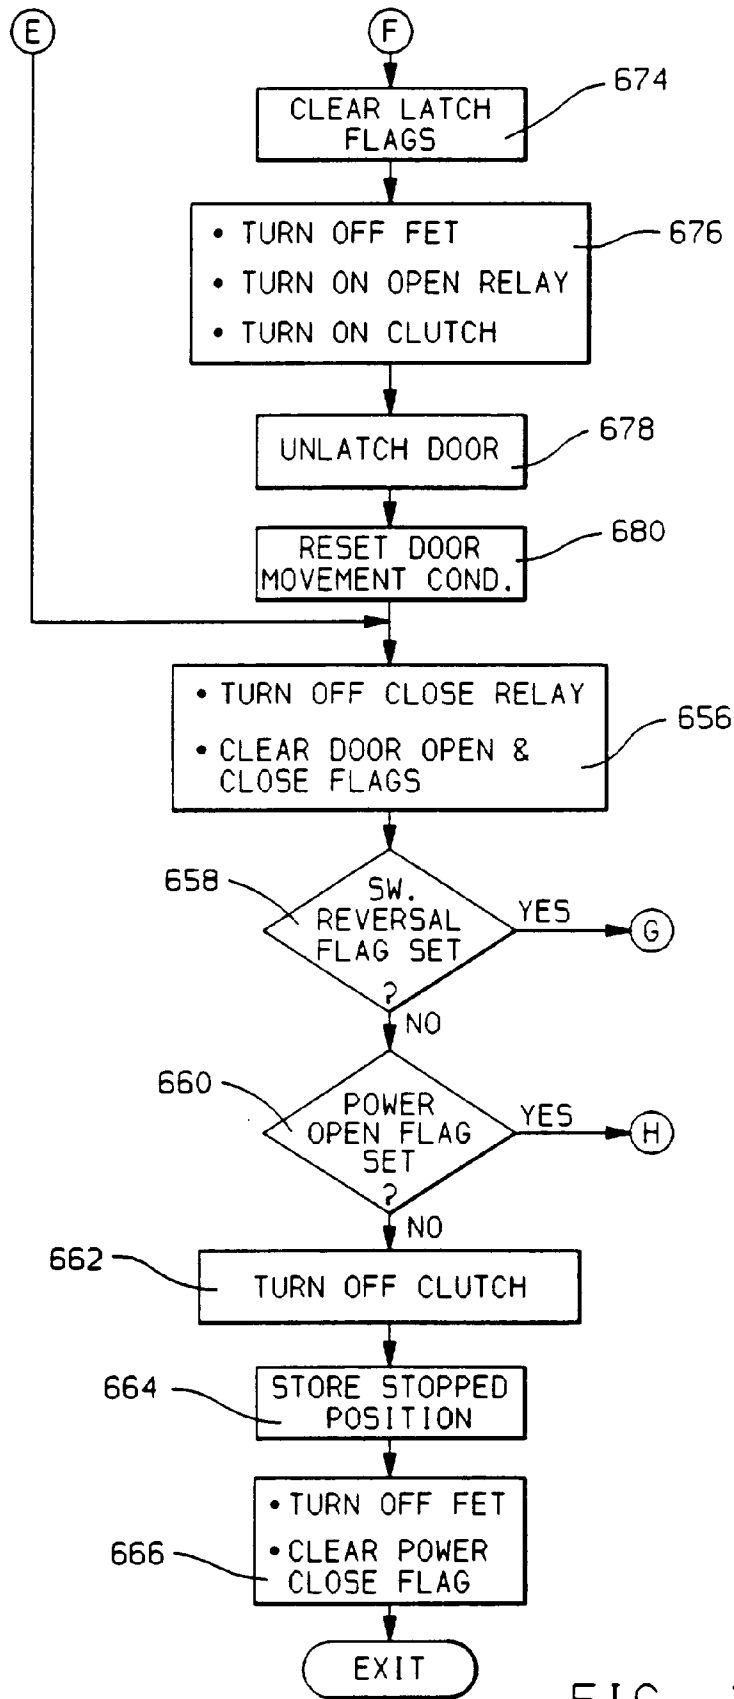 E
F
CLEAR LATCH
FLAGS
674
• TURN OFF FET
• TURN ON OPEN RELAY
• TURN ON CLUTCH
676
UNLATCH DOOR
678
RESET DOOR
MOVEMENT COND.
680
• TURN OFF CLOSE RELAY
• CLEAR DOOR OPEN &
CLOSE FLAGS
656
658
SW.
REVERSAL
FLAG SET
?
YES
G
NO
660
POWER
OPEN FLAG
SET
?
YES
H
NO
662
TURN OFF CLUTCH
664
STORE STOPPED
POSITION
666
• TURN OFF FET
• CLEAR POWER
CLOSE FLAG
EXIT
FIG.